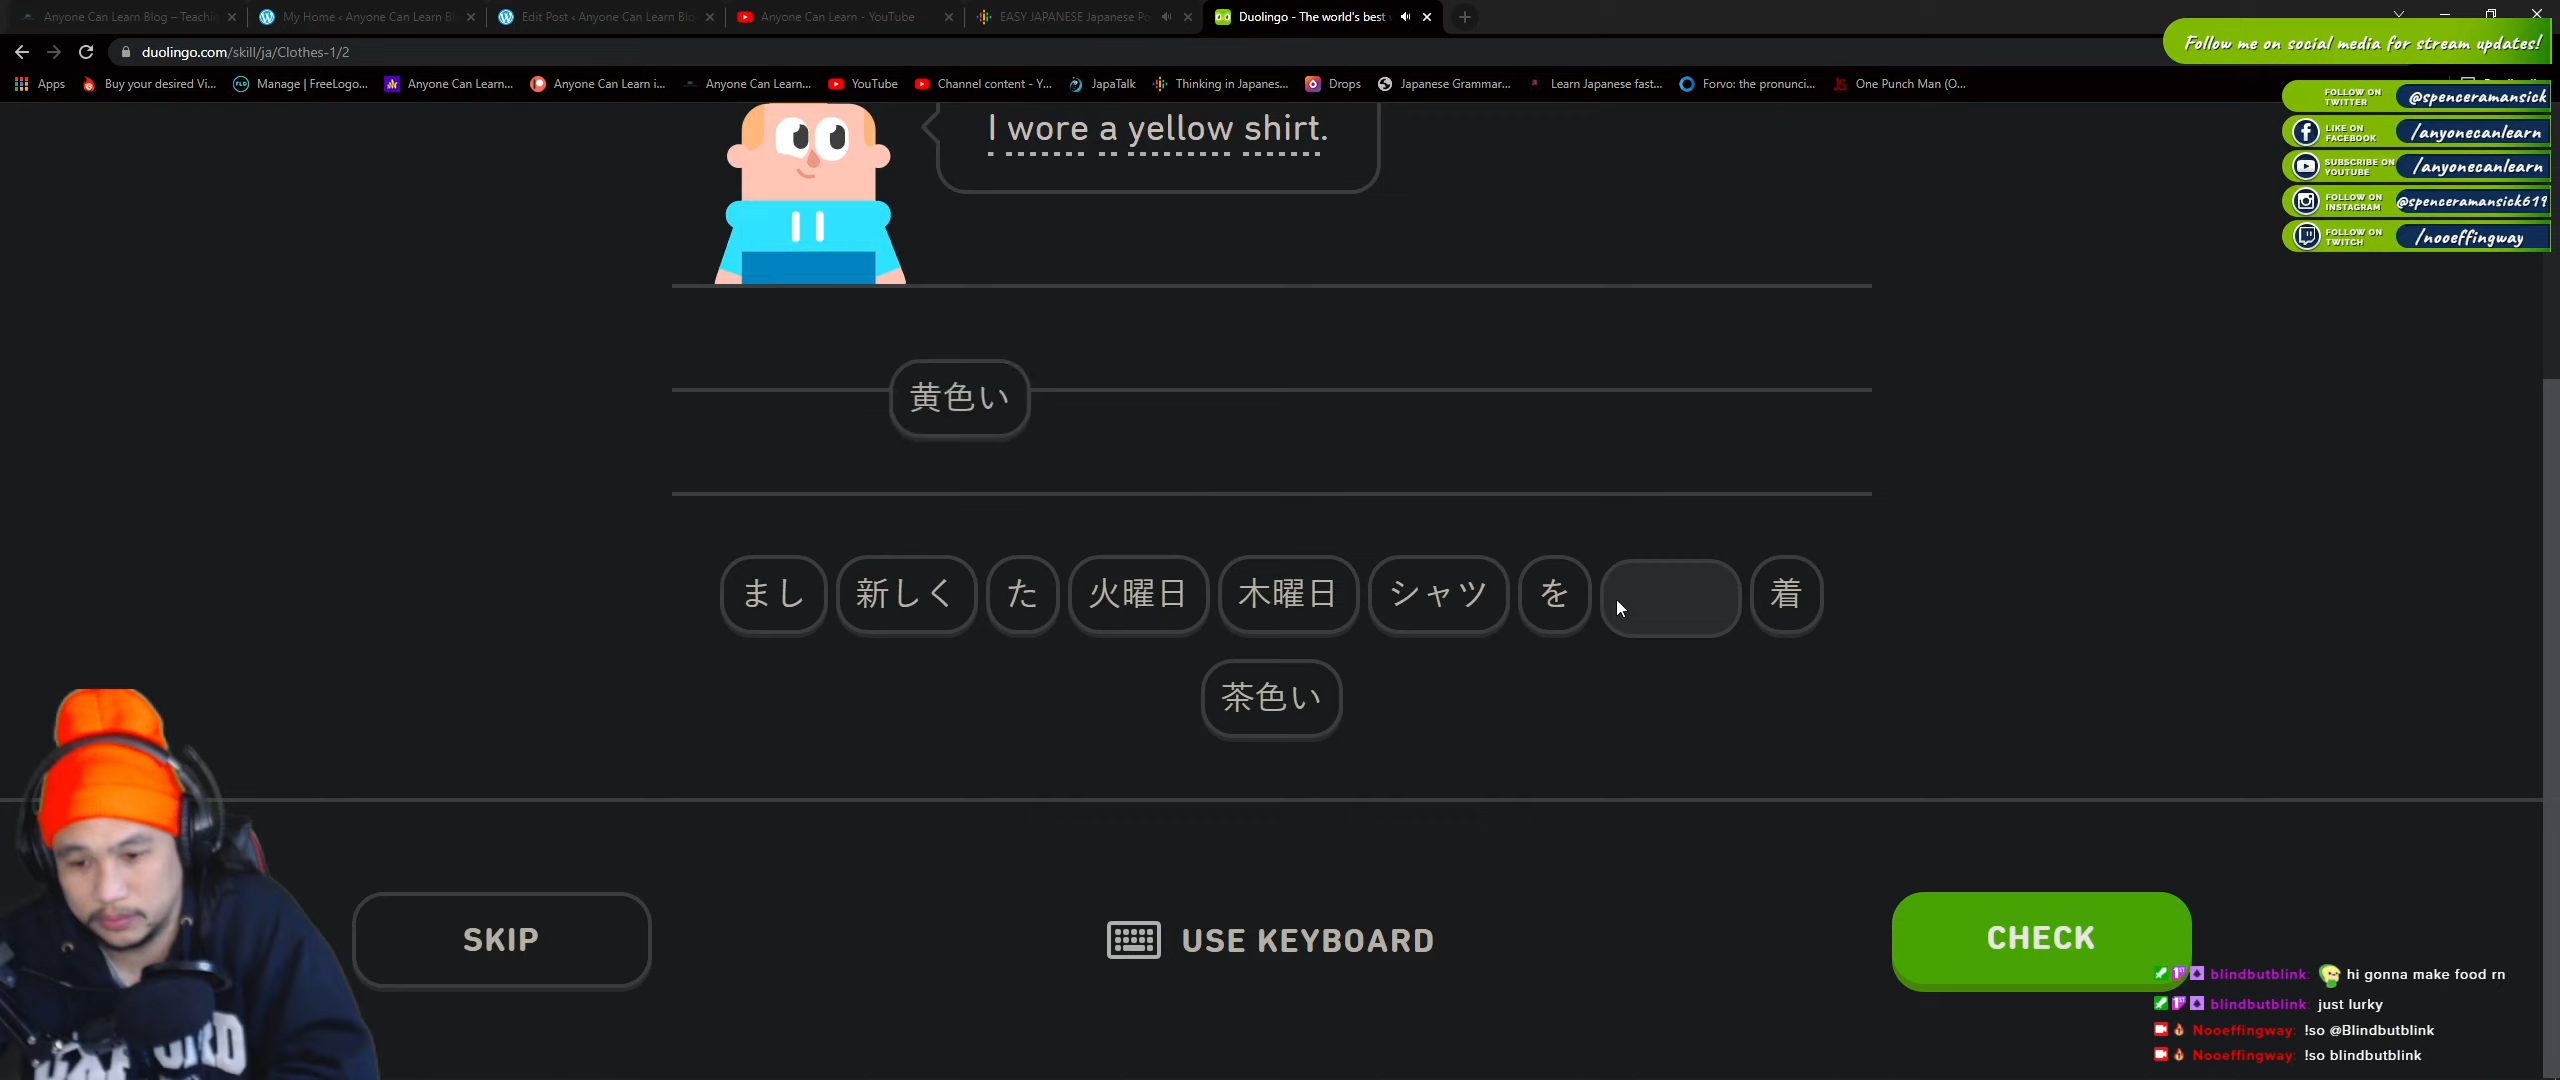 Anyone Can Learn Blog – Teachi
My Home ‹ Anyone Can Learn Bl
Edit Post ‹ Anyone Can Learn Blo
Anyone Can Learn - YouTube
EASY JAPANESE Japanese Po
Duolingo - The world's best
duolingo.com/skill/ja/Clothes-1/2
Apps
Buy your desired Vi...
Manage | FreeLogo...
Anyone Can Learn...
Anyone Can Learn i...
Anyone Can Learn...
YouTube
Channel content - Y...
JapaTalk
Thinking in Japanes...
Drops
Japanese Grammar...
Learn Japanese fast...
Forvo: the pronunci...
One Punch Man (O...
Follow me on social media for stream updates!
FOLLOW ON TWITTER
@spenceramansick
LIKE ON FACEBOOK
/anyonecanlearn
SUBSCRIBE ON YOUTUBE
/anyonecanlearn
FOLLOW ON INSTAGRAM
@spenceramansick619
FOLLOW ON TWITCH
/nooeffingway
I wore a yellow shirt.
黄色い
まし 新しく た 火曜日 木曜日 シャツ を 着
茶色い
SKIP
USE KEYBOARD
CHECK
blindbutblink: hi gonna make food rn
blindbutblink: just lurky
Nooeffingway: !so @Blindbutblink
Nooeffingway: !so blindbutblink